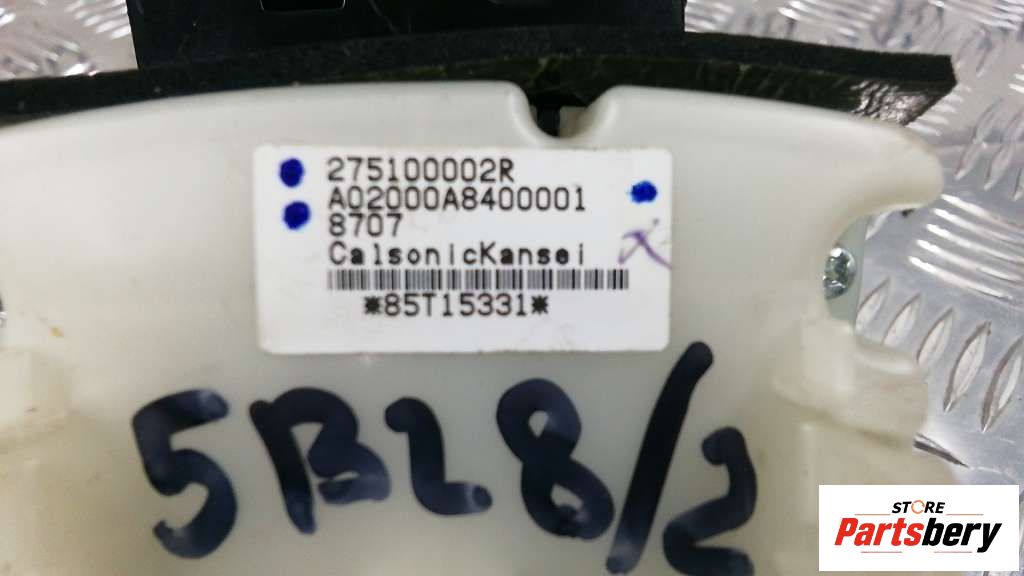 275100002R
A02000A8400001
8707
CalsonicKansei
*85T15331*
5B28/2
STORE
Partsbery